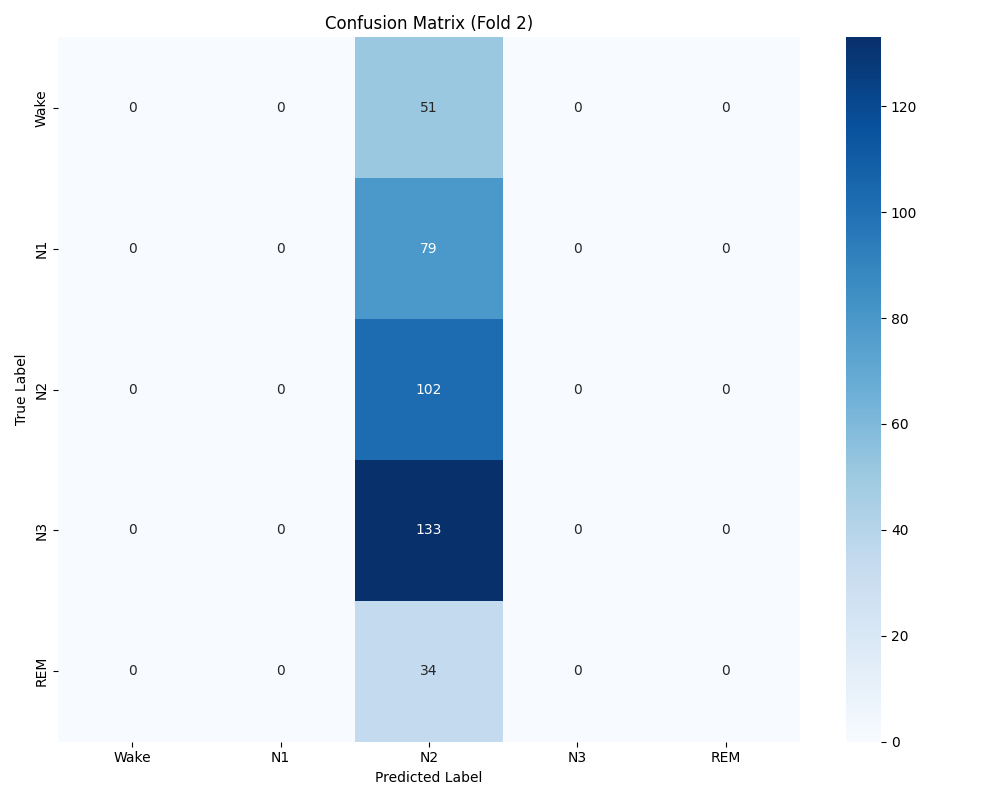 Confusion Matrix (Fold 2)
True Label
Wake 0 0 51 0 0
N1 0 0 79 0 0
N2 0 0 102 0 0
N3 0 0 133 0 0
REM 0 0 34 0 0
Wake N1 N2 N3 REM
Predicted Label
120
100
80
60
40
20
0